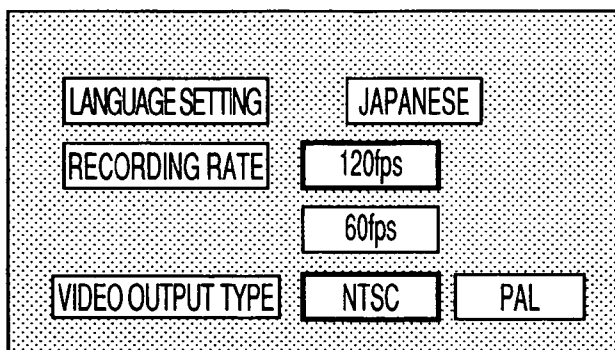 LANGUAGE SETTING JAPANESE
RECORDING RATE 120fps
60fps
VIDEO OUTPUT TYPE NTSC PAL